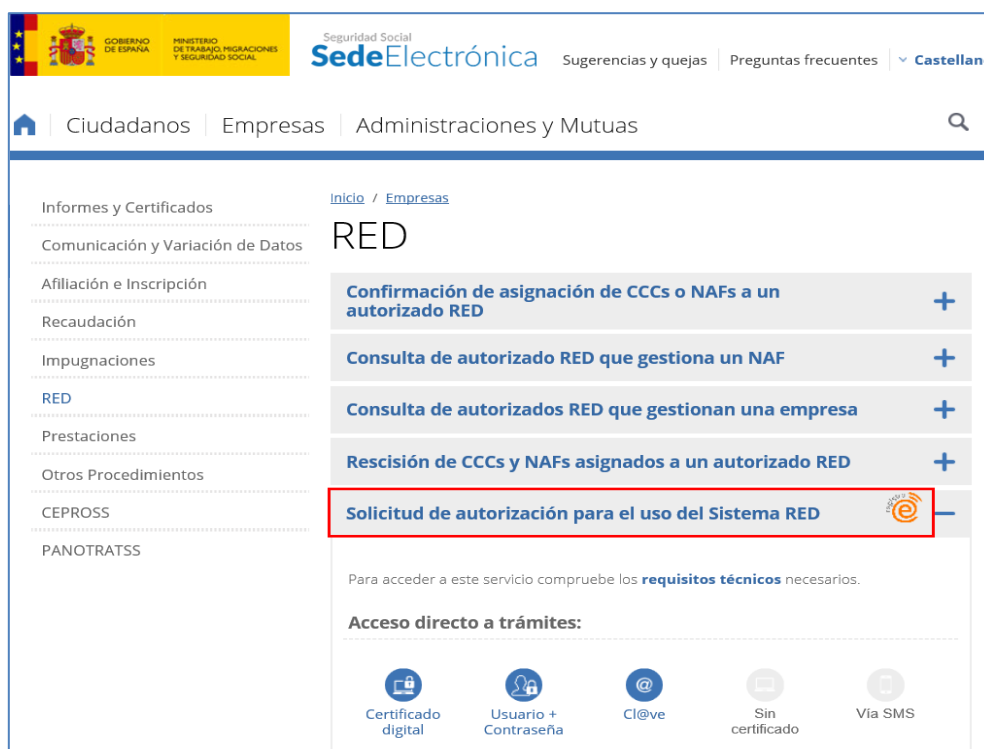 GOBIERNO
DE ESPAÑA
MINISTERIO
DE TRABAJO, MIGRACIONES
Y SEGURIDAD SOCIAL
Seguridad Social
SedeElectrónica
Sugerencias y quejas
Preguntas frecuentes
Castellan
Ciudadanos
Empresas
Administraciones y Mutuas
Informes y Certificados
Comunicación y Variación de Datos
Afiliación e Inscripción
Recaudación
Impugnaciones
RED
Prestaciones
Otros Procedimientos
CEPROSS
PANOTRATSS
Inicio / Empresas
RED
Confirmación de asignación de CCCs o NAFs a un
autorizado RED
Consulta de autorizado RED que gestiona un NAF
Consulta de autorizados RED que gestionan una empresa
Rescisión de CCCs y NAFs asignados a un autorizado RED
Solicitud de autorización para el uso del Sistema RED
Para acceder a este servicio compruebe los requisitos técnicos necesarios.
Acceso directo a trámites:
Certificado
digital
Usuario +
Contraseña
Cl@ve
Sin
certificado
Vía SMS